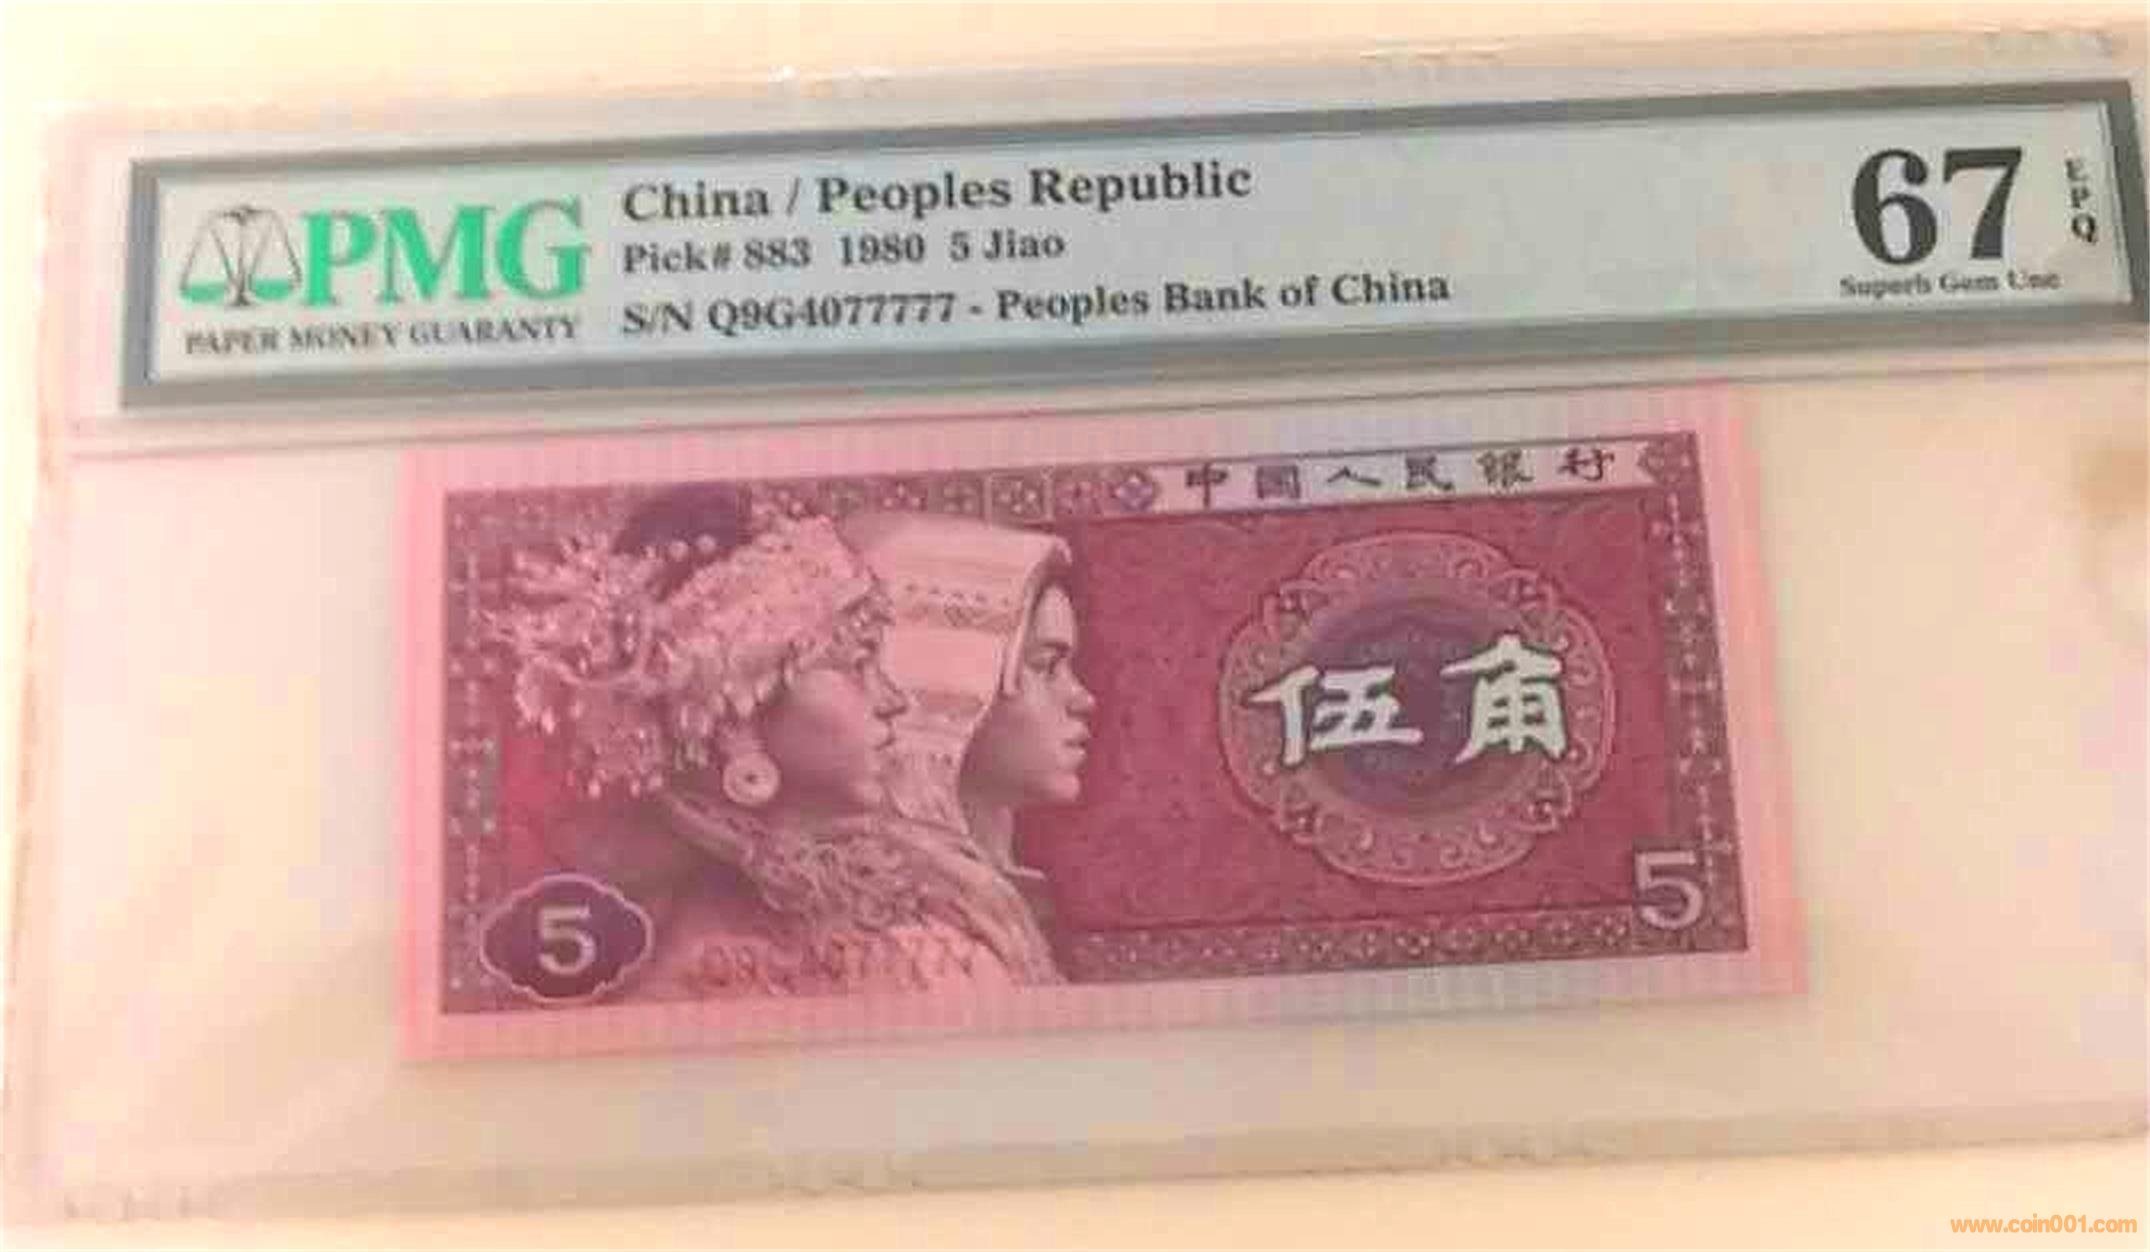 PMG
PAPER MONEY GUARANTY
China / Peoples Republic
Pick# 883 1980 5 Jiao
S/N Q9G4077777 - Peoples Bank of China
67
EPQ
Superb Gem Unc
中国人民银行
伍角
5
5
Q9G4077777
www.coin001.com